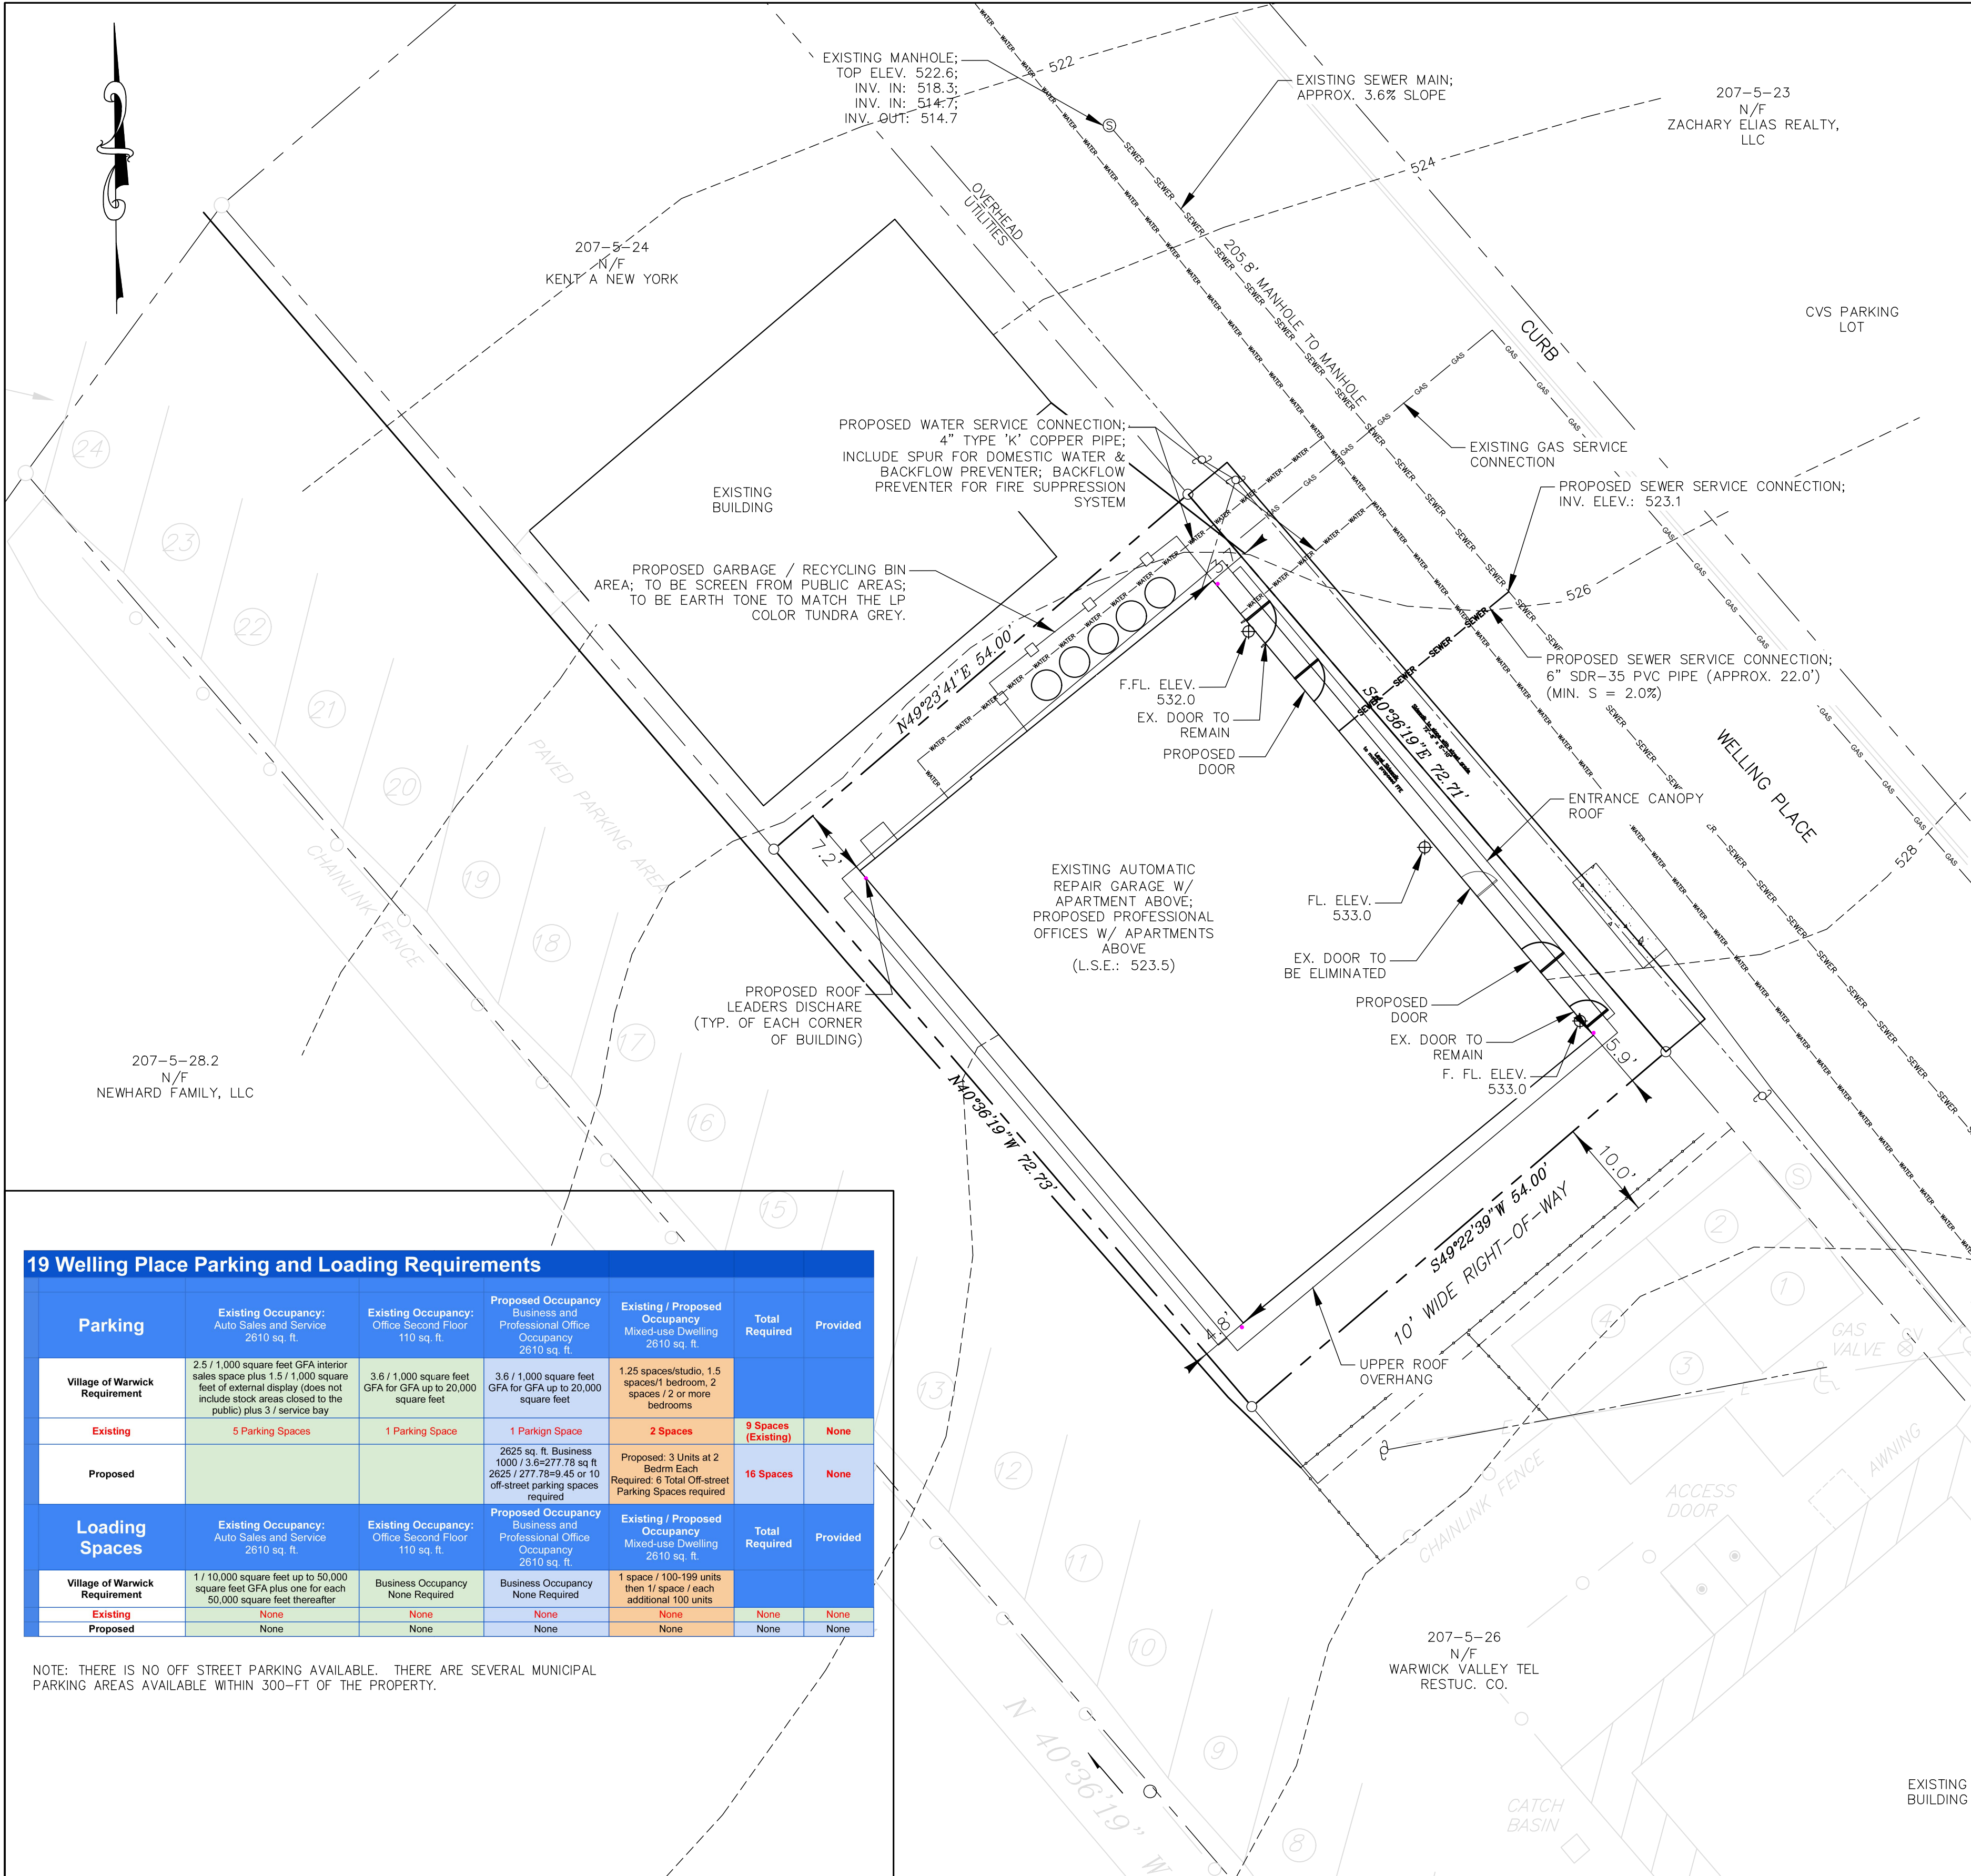 EXISTING MANHOLE;
TOP ELEV. 522.6;
INV. IN: 518.3;
INV. IN: 514.7;
INV. OUT: 514.7
522
EXISTING SEWER MAIN;
APPROX. 3.6% SLOPE
207-5-23
N/F
ZACHARY ELIAS REALTY,
LLC
524
OVERHEAD
UTILITIES
207-5-24
N/F
KENT A NEW YORK
205.8' MANHOLE TO MANHOLE
CURB
CVS PARKING
LOT
PROPOSED WATER SERVICE CONNECTION;
4" TYPE 'K' COPPER PIPE;
INCLUDE SPUR FOR DOMESTIC WATER &
BACKFLOW PREVENTER; BACKFLOW
PREVENTER FOR FIRE SUPPRESSION
SYSTEM
EXISTING GAS SERVICE
CONNECTION
EXISTING
BUILDING
PROPOSED SEWER SERVICE CONNECTION;
INV. ELEV.: 523.1
PROPOSED GARBAGE / RECYCLING BIN
AREA; TO BE SCREEN FROM PUBLIC AREAS;
TO BE EARTH TONE TO MATCH THE LP
COLOR TUNDRA GREY.
526
N49°23'41"E 54.00'
F.FL. ELEV.
532.0
EX. DOOR TO
REMAIN
PROPOSED
DOOR
PROPOSED SEWER SERVICE CONNECTION;
6" SDR-35 PVC PIPE (APPROX. 22.0')
(MIN. S = 2.0%)
S40°36'19"E 72.71'
WELLING PLACE
ENTRANCE CANOPY
ROOF
528
7.2'
EXISTING AUTOMATIC
REPAIR GARAGE W/
APARTMENT ABOVE;
PROPOSED PROFESSIONAL
OFFICES W/ APARTMENTS
ABOVE
(L.S.E.: 523.5)
FL. ELEV.
533.0
EX. DOOR TO
BE ELIMINATED
PROPOSED
DOOR
EX. DOOR TO
REMAIN
F. FL. ELEV.
533.0
5.9'
PROPOSED ROOF
LEADERS DISCHARE
(TYP. OF EACH CORNER
OF BUILDING)
207-5-28.2
N/F
NEWHARD FAMILY, LLC
PAVED PARKING AREA
CHAINLINK FENCE
24
23
22
21
20
19
18
17
16
15
13
12
11
10
9
8
N40°36'19"W 72.73'
S49°22'39"W 54.00'
10' WIDE RIGHT-OF-WAY
10.0'
4.8'
UPPER ROOF
OVERHANG
S
2
1
4
3
GAS
VALVE
GV
E
E
AWNING
CHAINLINK FENCE
ACCESS
DOOR
19 Welling Place Parking and Loading Requirements
Parking
Existing Occupancy:
Auto Sales and Service
2610 sq. ft.
Existing Occupancy:
Office Second Floor
110 sq. ft.
Proposed Occupancy
Business and
Professional Office
Occupancy
2610 sq. ft.
Existing / Proposed
Occupancy
Mixed-use Dwelling
2610 sq. ft.
Total
Required
Provided
Village of Warwick
Requirement
2.5 / 1,000 square feet GFA interior
sales space plus 1.5 / 1,000 square
feet of external display (does not
include stock areas closed to the
public) plus 3 / service bay
3.6 / 1,000 square feet
GFA for GFA up to 20,000
square feet
3.6 / 1,000 square feet
GFA for GFA up to 20,000
square feet
1.25 spaces/studio, 1.5
spaces/1 bedroom, 2
spaces / 2 or more
bedrooms
Existing
5 Parking Spaces
1 Parking Space
1 Parkign Space
2 Spaces
9 Spaces
(Existing)
None
Proposed
2625 sq. ft. Business
1000 / 3.6=277.78 sq ft
2625 / 277.78=9.45 or 10
off-street parking spaces
required
Proposed: 3 Units at 2
Bedrm Each
Required: 6 Total Off-street
Parking Spaces required
16 Spaces
None
Loading
Spaces
Existing Occupancy:
Auto Sales and Service
2610 sq. ft.
Existing Occupancy:
Office Second Floor
110 sq. ft.
Proposed Occupancy
Business and
Professional Office
Occupancy
2610 sq. ft.
Existing / Proposed
Occupancy
Mixed-use Dwelling
2610 sq. ft.
Total
Required
Provided
Village of Warwick
Requirement
1 / 10,000 square feet up to 50,000
square feet GFA plus one for each
50,000 square feet thereafter
Business Occupancy
None Required
Business Occupancy
None Required
1 space / 100-199 units
then 1/ space / each
additional 100 units
Existing
None
None
None
None
None
None
Proposed
None
None
None
None
None
None
NOTE: THERE IS NO OFF STREET PARKING AVAILABLE. THERE ARE SEVERAL MUNICIPAL
PARKING AREAS AVAILABLE WITHIN 300-FT OF THE PROPERTY.
207-5-26
N/F
WARWICK VALLEY TEL
RESTUC. CO.
N 40°36'19" W
CATCH
BASIN
EXISTING
BUILDING